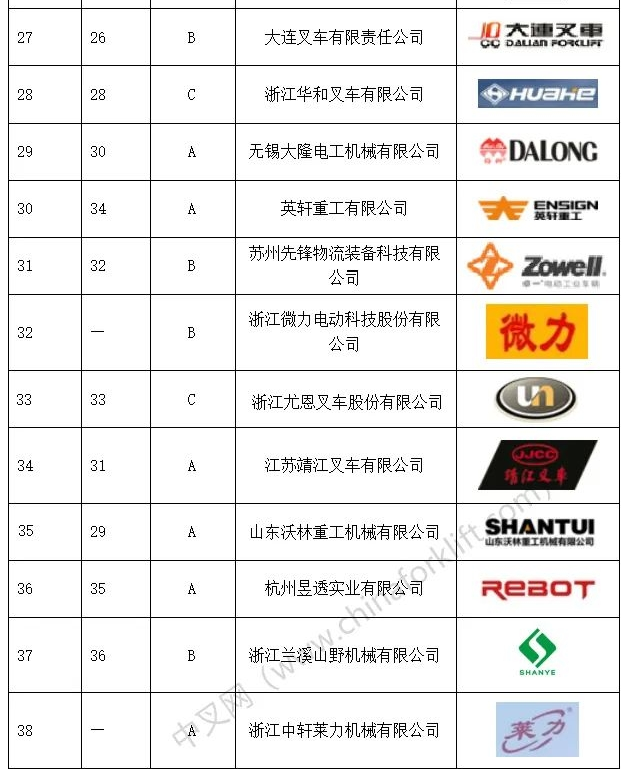 27 26 B 大连叉车有限责任公司 大連叉車
CC DALIAN FORKLIFT
28 28 C 浙江华和叉车有限公司 HUAHE
29 30 A 无锡大隆电工机械有限公司 DALONG
30 34 A 英轩重工有限公司 ENSIGN
英轩重工
31 32 B 苏州先锋物流装备科技有限
公司 Zowell
卓一 电动工业车辆
32 — B 浙江微力电动科技股份有限
公司 微力
33 33 C 浙江尤恩叉车股份有限公司 un
34 31 A 江苏靖江叉车有限公司 JJCC
靖江叉车
35 29 A 山东沃林重工机械有限公司 SHANTUI
山东沃林重工机械有限公司
36 35 A 杭州昱透实业有限公司 REBOT
37 36 B 浙江兰溪山野机械有限公司 SHANYE
38 — A 浙江中轩莱力机械有限公司 莱力
中叉网（www.chinaforklift.com）